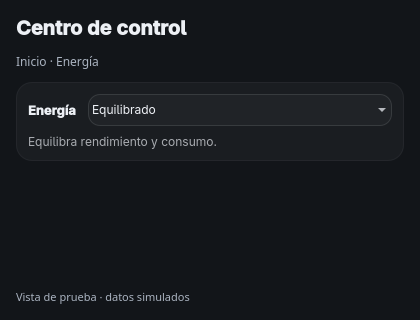 Centro de control
Inicio · Energía
Energía Equilibrado
Equilibra rendimiento y consumo.
Vista de prueba · datos simulados